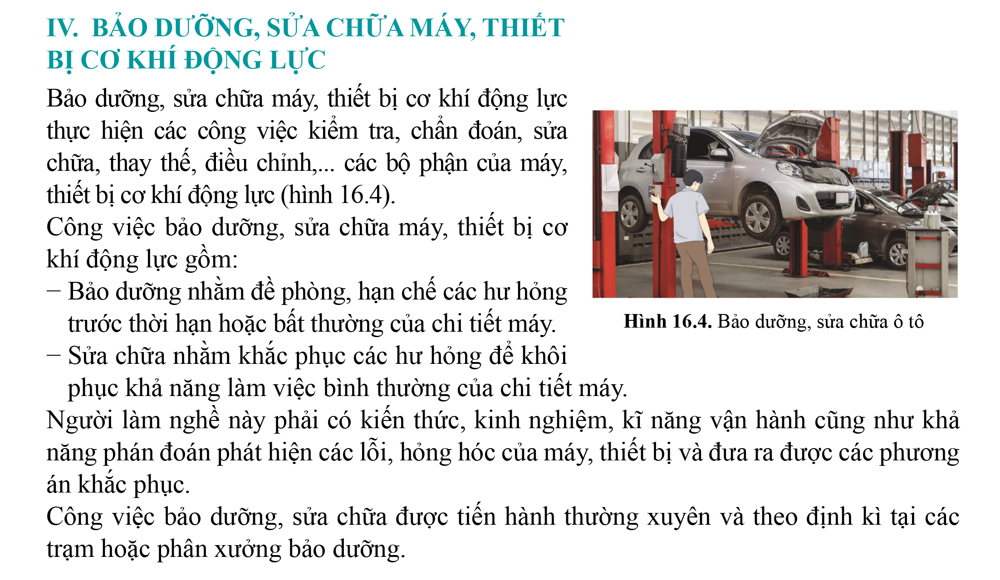 IV. BẢO DƯỠNG, SỬA CHỮA MÁY, THIẾT
BỊ CƠ KHÍ ĐỘNG LỰC
Bảo dưỡng, sửa chữa máy, thiết bị cơ khí động lực
thực hiện các công việc kiểm tra, chẩn đoán, sửa
chữa, thay thế, điều chỉnh,... các bộ phận của máy,
thiết bị cơ khí động lực (hình 16.4).
Công việc bảo dưỡng, sửa chữa máy, thiết bị cơ
khí động lực gồm:
– Bảo dưỡng nhằm đề phòng, hạn chế các hư hỏng
trước thời hạn hoặc bất thường của chi tiết máy.
– Sửa chữa nhằm khắc phục các hư hỏng để khôi
phục khả năng làm việc bình thường của chi tiết máy.
Hình 16.4. Bảo dưỡng, sửa chữa ô tô
Người làm nghề này phải có kiến thức, kinh nghiệm, kĩ năng vận hành cũng như khả
năng phán đoán phát hiện các lỗi, hỏng hóc của máy, thiết bị và đưa ra được các phương
án khắc phục.
Công việc bảo dưỡng, sửa chữa được tiến hành thường xuyên và theo định kì tại các
trạm hoặc phân xưởng bảo dưỡng.